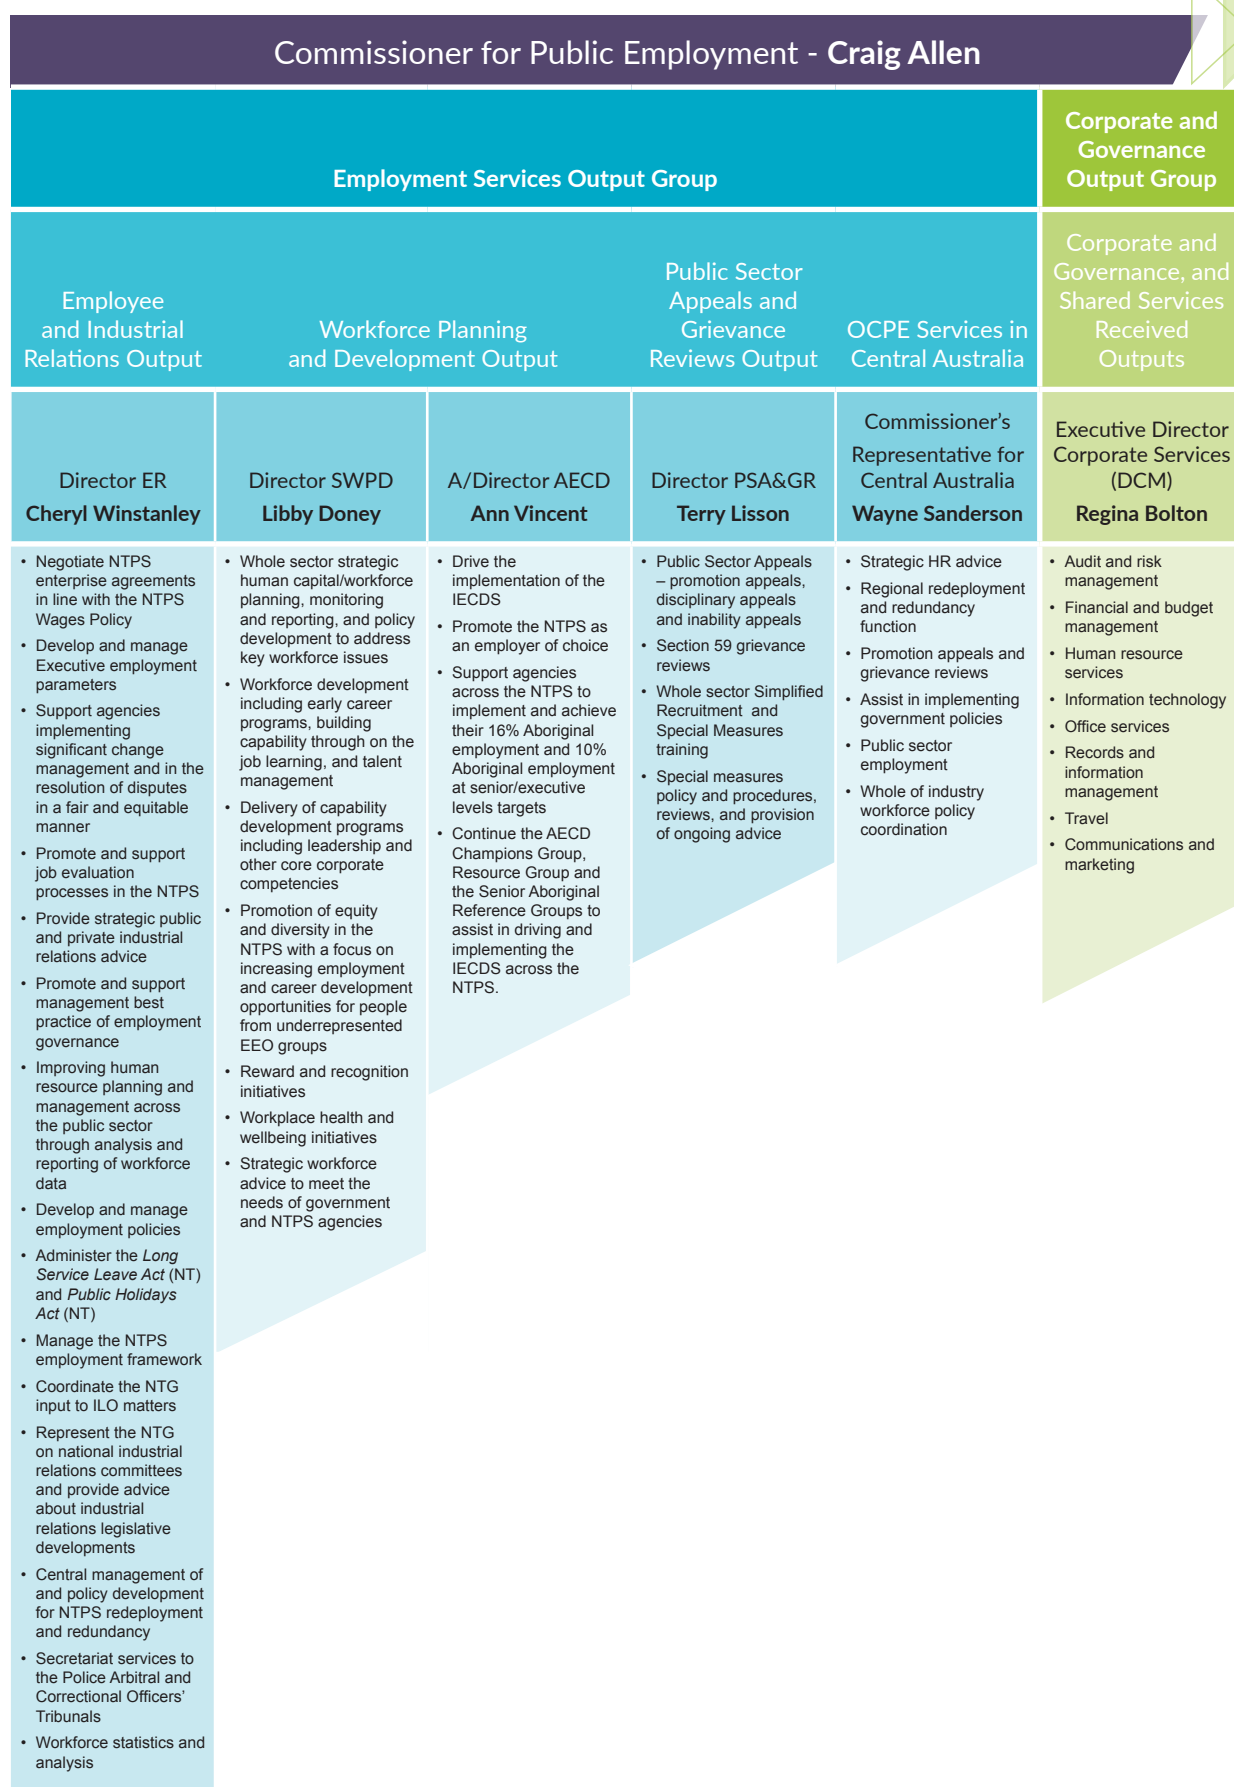 Commissioner for Public Employment - Craig Allen
Employment Services Output Group
Corporate and
Governance
Output Group
Employee
and Industrial
Relations Output
Workforce Planning
and Development Output
Public Sector
Appeals and
Grievance
Reviews Output
OCPE Services in
Central Australia
Corporate and
Governance, and
Shared Services
Received
Outputs
Director ER
Cheryl Winstanley
Director SWPD
Libby Doney
A/Director AECD
Ann Vincent
Director PSA&GR
Terry Lisson
Commissioner's
Representative for
Central Australia
Wayne Sanderson
Executive Director
Corporate Services
(DCM)
Regina Bolton
• Negotiate NTPS
enterprise agreements
in line with the NTPS
Wages Policy
• Develop and manage
Executive employment
parameters
• Support agencies
implementing
significant change
management and in the
resolution of disputes
in a fair and equitable
manner
• Promote and support
job evaluation
processes in the NTPS
• Provide strategic public
and private industrial
relations advice
• Promote and support
management best
practice of employment
governance
• Improving human
resource planning and
management across
the public sector
through analysis and
reporting of workforce
data
• Develop and manage
employment policies
• Administer the Long
Service Leave Act (NT)
and Public Holidays
Act (NT)
• Manage the NTPS
employment framework
• Coordinate the NTG
input to ILO matters
• Represent the NTG
on national industrial
relations committees
and provide advice
about industrial
relations legislative
developments
• Central management of
and policy development
for NTPS redeployment
and redundancy
• Secretariat services to
the Police Arbitral and
Correctional Officers'
Tribunals
• Workforce statistics and
analysis
• Whole sector strategic
human capital/workforce
planning, monitoring
and reporting, and policy
development to address
key workforce issues
• Workforce development
including early career
programs, building
capability through on the
job learning, and talent
management
• Delivery of capability
development programs
including leadership and
other core corporate
competencies
• Promotion of equity
and diversity in the
NTPS with a focus on
increasing employment
and career development
opportunities for people
from underrepresented
EEO groups
• Reward and recognition
initiatives
• Workplace health and
wellbeing initiatives
• Strategic workforce
advice to meet the
needs of government
and NTPS agencies
• Drive the
implementation of the
IECDS
• Promote the NTPS as
an employer of choice
• Support agencies
across the NTPS to
implement and achieve
their 16% Aboriginal
employment and 10%
Aboriginal employment
at senior/executive
levels targets
• Continue the AECD
Champions Group,
Resource Group and
the Senior Aboriginal
Reference Groups to
assist in driving and
implementing the
IECDS across the
NTPS.
• Public Sector Appeals
– promotion appeals,
disciplinary appeals
and inability appeals
• Section 59 grievance
reviews
• Whole sector Simplified
Recruitment and
Special Measures
training
• Special measures
policy and procedures,
reviews, and provision
of ongoing advice
• Strategic HR advice
• Regional redeployment
and redundancy
function
• Promotion appeals and
grievance reviews
• Assist in implementing
government policies
• Public sector
employment
• Whole of industry
workforce policy
coordination
• Audit and risk
management
• Financial and budget
management
• Human resource
services
• Information technology
• Office services
• Records and
information
management
• Travel
• Communications and
marketing